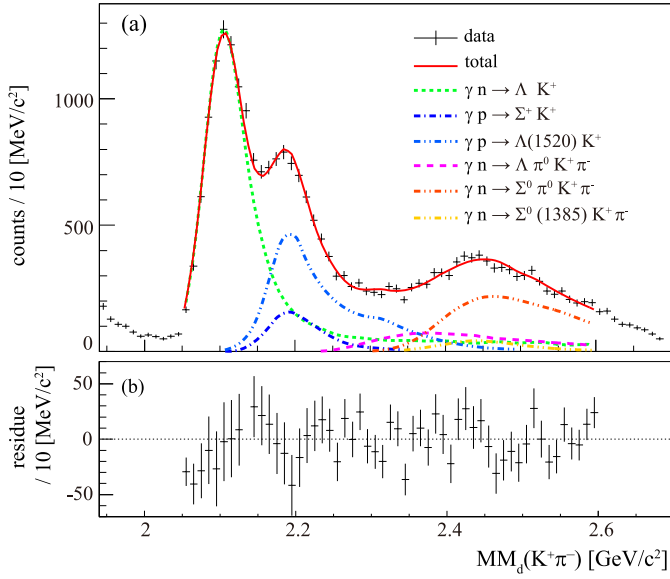 (a)
data
total
γ n → Λ K⁺
γ p → Σ⁺ K⁺
γ p → Λ(1520) K⁺
γ n → Λ π⁰ K⁺π⁻
γ n → Σ⁰ π⁰ K⁺π⁻
γ n → Σ⁰ (1385) K⁺π⁻
counts / 10 [MeV/c²]
1000
500
0
(b)
residue
/ 10 [MeV/c²]
50
0
-50
2 2.2 2.4 2.6
MM_d(K⁺π⁻) [GeV/c²]